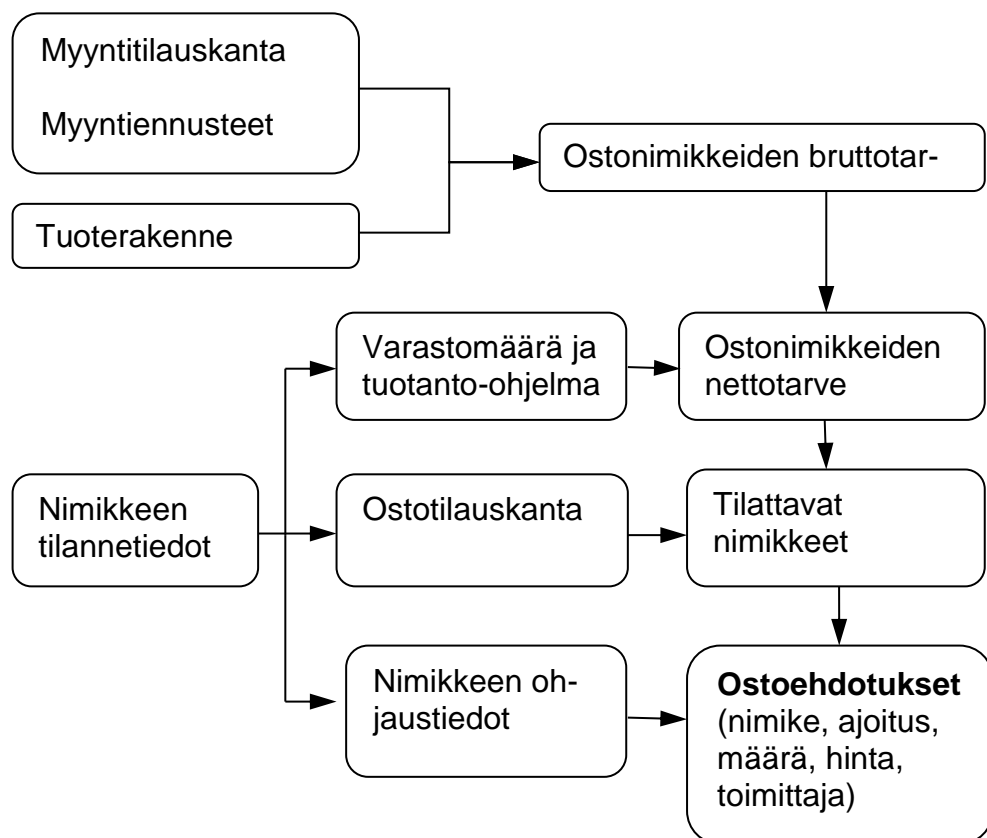 Myyntitilauskanta
Myyntiennusteet
Ostonimikkeiden bruttotar-
Tuoterakenne
Varastomäärä ja
tuotanto-ohjelma
Ostonimikkeiden
nettotarve
Nimikkeen
tilannetiedot
Ostotilauskanta
Tilattavat
nimikkeet
Nimikkeen oh-
jaustiedot
Ostoehdotukset
(nimike, ajoitus,
määrä, hinta,
toimittaja)